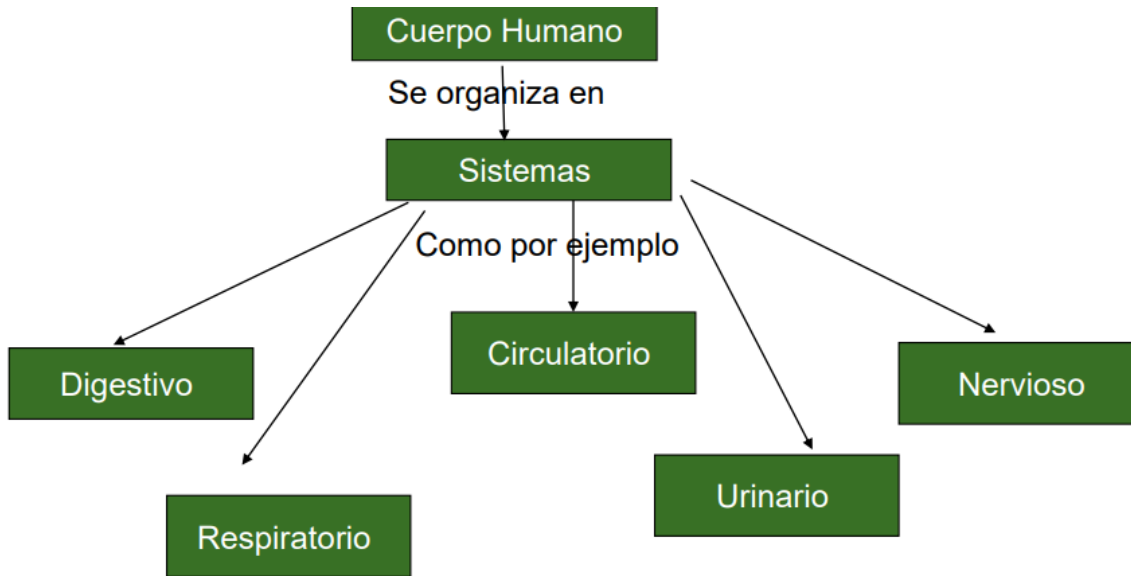 Cuerpo Humano
Se organiza en
Sistemas
Como por ejemplo
Circulatorio
Digestivo
Nervioso
Urinario
Respiratorio